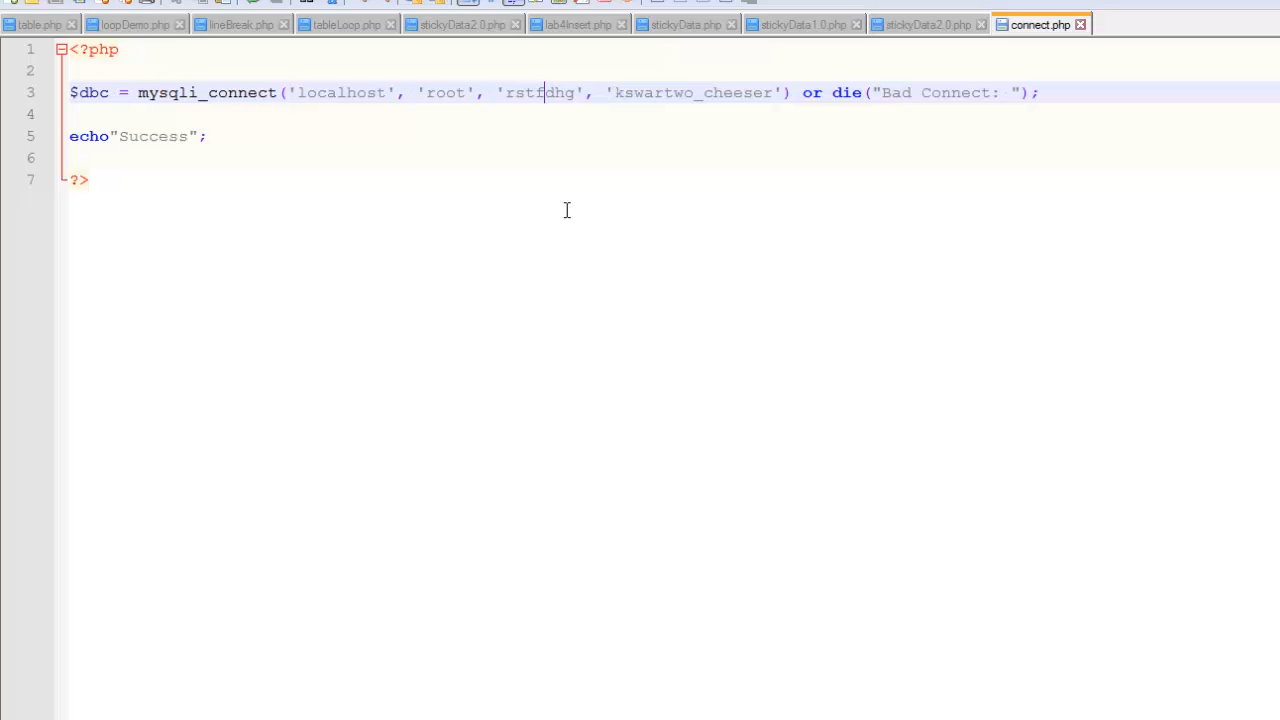 table.php loopDemo.php lineBreak.php tableLoop.php stickyData2.0.php lab4Insert.php stickyData.php stickyData1.0.php stickyData2.0.php connect.php
1 <?php
2
3 $dbc = mysqli_connect('localhost', 'root', 'rstfdhg', 'kswartwo_cheeser') or die("Bad Connect: ");
4
5 echo"Success";
6
7 ?>